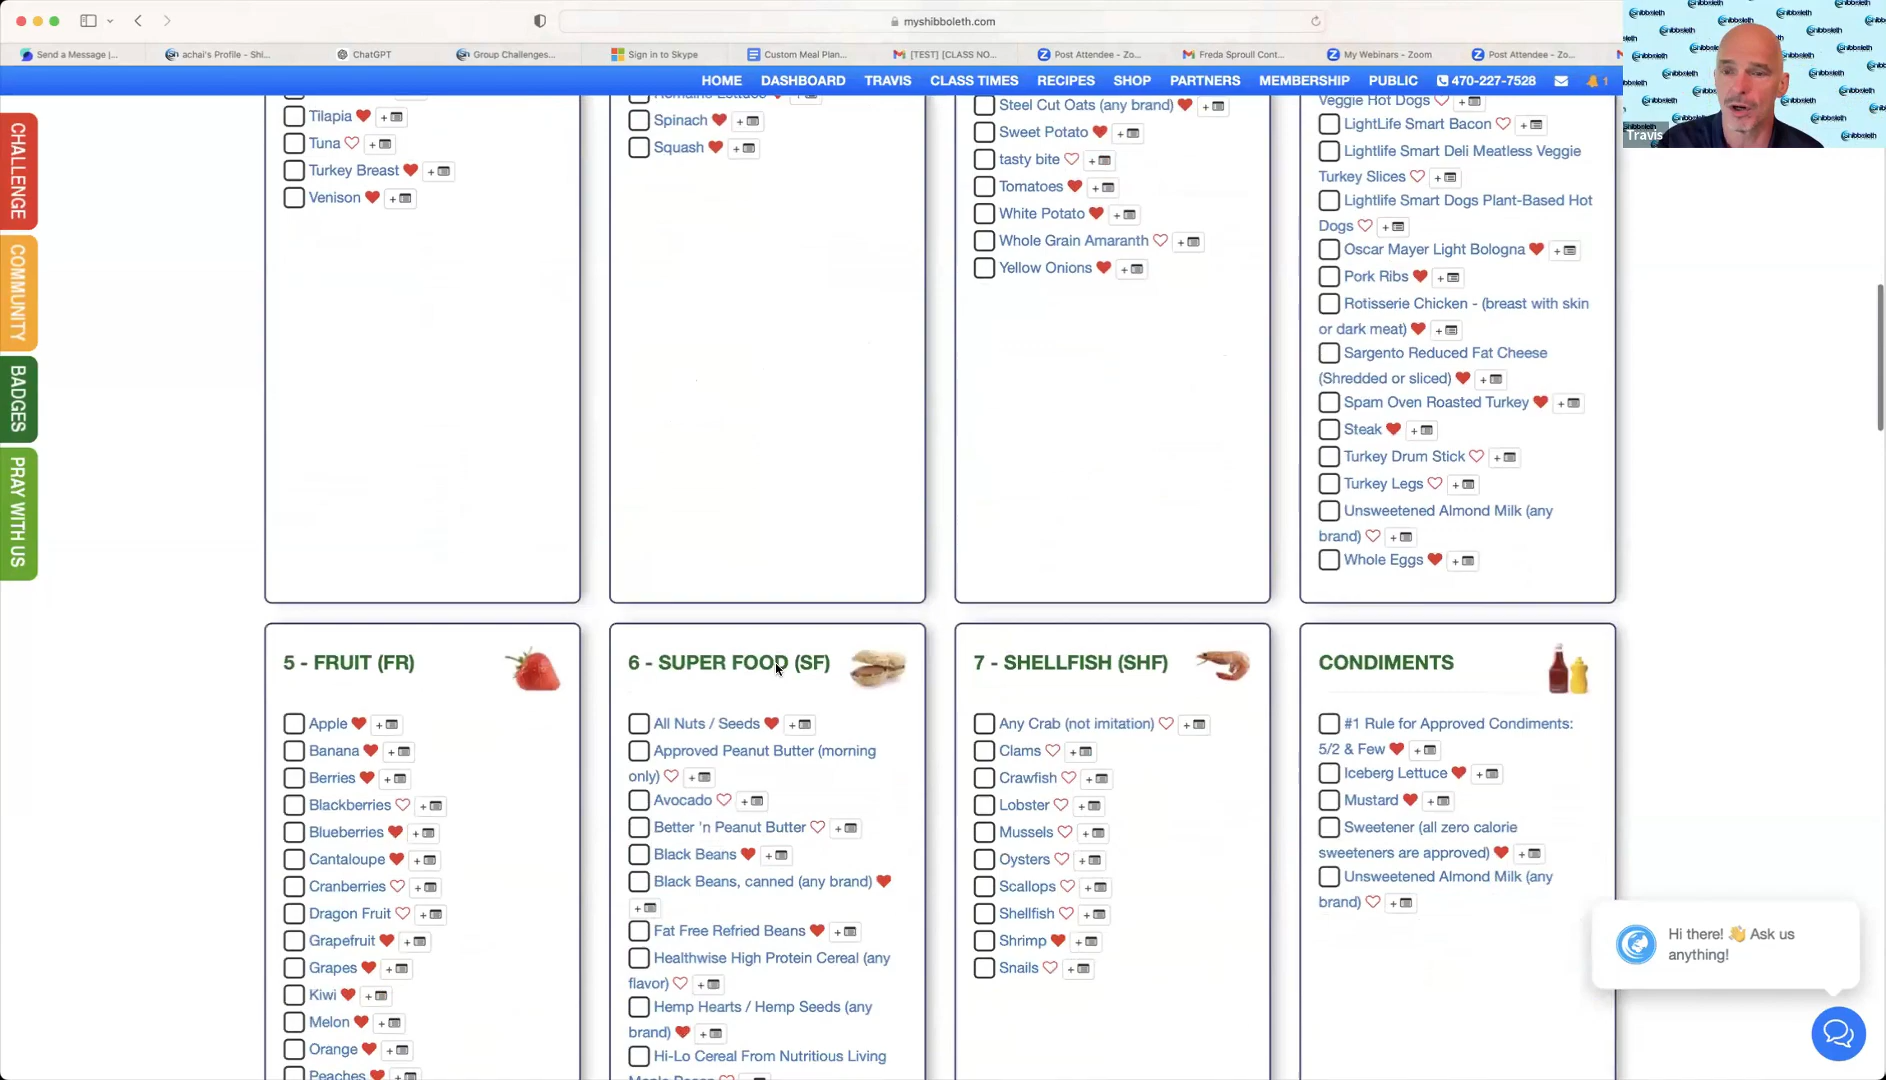 myshibboleth.com
Send a Message |...
achai's Profile - Shi...
ChatGPT
Group Challenges...
Sign in to Skype
Custom Meal Plan...
[TEST] [CLASS NO...
Post Attendee - Zo...
Freda Sproull Cont...
My Webinars - Zoom
Post Attendee - Zo...
HOME DASHBOARD TRAVIS CLASS TIMES RECIPES SHOP PARTNERS MEMBERSHIP PUBLIC 470-227-7528 1
Travis
CHALLENGE
COMMUNITY
BADGES
PRAY WITH US
Tilapia
Tuna
Turkey Breast
Venison
Romaine Lettuce
Spinach
Squash
Steel Cut Oats (any brand)
Sweet Potato
tasty bite
Tomatoes
White Potato
Whole Grain Amaranth
Yellow Onions
Veggie Hot Dogs
LightLife Smart Bacon
Lightlife Smart Deli Meatless Veggie
Turkey Slices
Lightlife Smart Dogs Plant-Based Hot
Dogs
Oscar Mayer Light Bologna
Pork Ribs
Rotisserie Chicken - (breast with skin
or dark meat)
Sargento Reduced Fat Cheese
(Shredded or sliced)
Spam Oven Roasted Turkey
Steak
Turkey Drum Stick
Turkey Legs
Unsweetened Almond Milk (any
brand)
Whole Eggs
5 - FRUIT (FR)
Apple
Banana
Berries
Blackberries
Blueberries
Cantaloupe
Cranberries
Dragon Fruit
Grapefruit
Grapes
Kiwi
Melon
Orange
Peaches
6 - SUPER FOOD (SF)
All Nuts / Seeds
Approved Peanut Butter (morning
only)
Avocado
Better 'n Peanut Butter
Black Beans
Black Beans, canned (any brand)
Fat Free Refried Beans
Healthwise High Protein Cereal (any
flavor)
Hemp Hearts / Hemp Seeds (any
brand)
Hi-Lo Cereal From Nutritious Living
7 - SHELLFISH (SHF)
Any Crab (not imitation)
Clams
Crawfish
Lobster
Mussels
Oysters
Scallops
Shellfish
Shrimp
Snails
CONDIMENTS
#1 Rule for Approved Condiments:
5/2 & Few
Iceberg Lettuce
Mustard
Sweetener (all zero calorie
sweeteners are approved)
Unsweetened Almond Milk (any
brand)
Hi there! 👋 Ask us
anything!